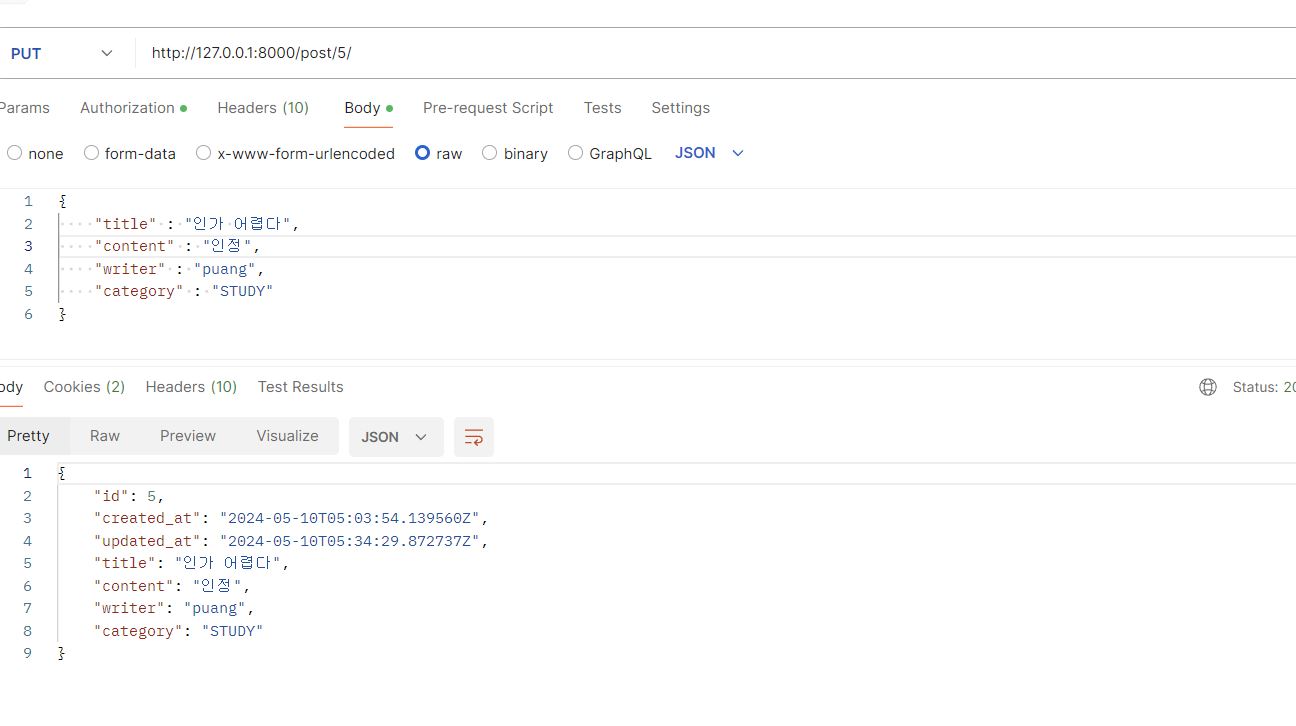 PUT http://127.0.0.1:8000/post/5/
Params Authorization Headers (10) Body Pre-request Script Tests Settings
none form-data x-www-form-urlencoded raw binary GraphQL JSON
1 {
2 "title" : "인가 어렵다",
3 "content" : "인정",
4 "writer" : "puang",
5 "category" : "STUDY"
6 }
ody Cookies (2) Headers (10) Test Results Status: 20
Pretty Raw Preview Visualize JSON
1 {
2 "id": 5,
3 "created_at": "2024-05-10T05:03:54.139560Z",
4 "updated_at": "2024-05-10T05:34:29.872737Z",
5 "title": "인가 어렵다",
6 "content": "인정",
7 "writer": "puang",
8 "category": "STUDY"
9 }